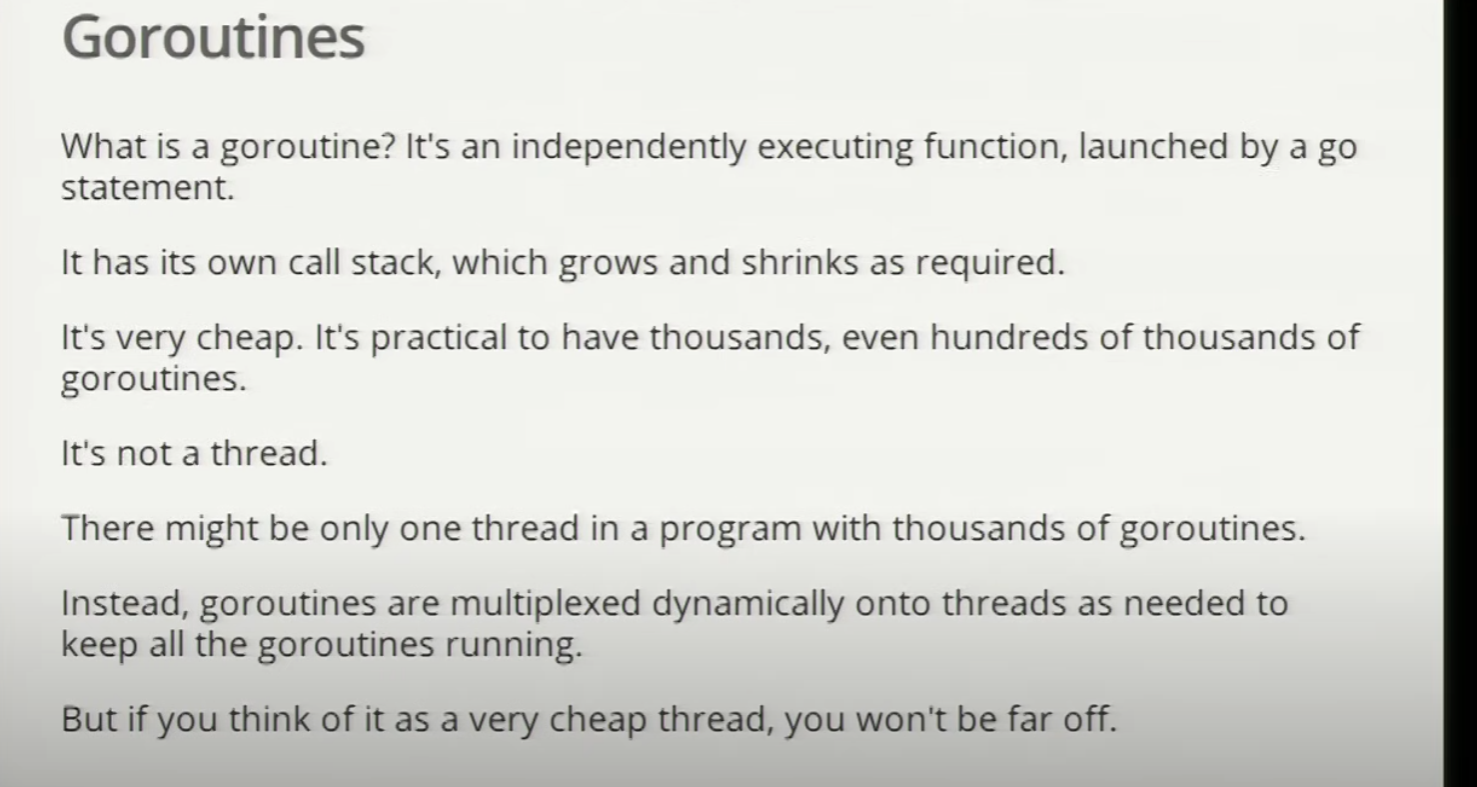 Goroutines
What is a goroutine? It's an independently executing function, launched by a go
statement.
It has its own call stack, which grows and shrinks as required.
It's very cheap. It's practical to have thousands, even hundreds of thousands of
goroutines.
It's not a thread.
There might be only one thread in a program with thousands of goroutines.
Instead, goroutines are multiplexed dynamically onto threads as needed to
keep all the goroutines running.
But if you think of it as a very cheap thread, you won't be far off.